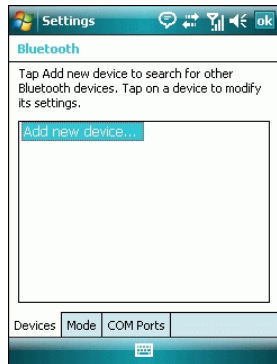 Settings
ok
Bluetooth
Tap Add new device to search for other
Bluetooth devices. Tap on a device to modify
its settings.
Add new device...
Devices Mode COM Ports